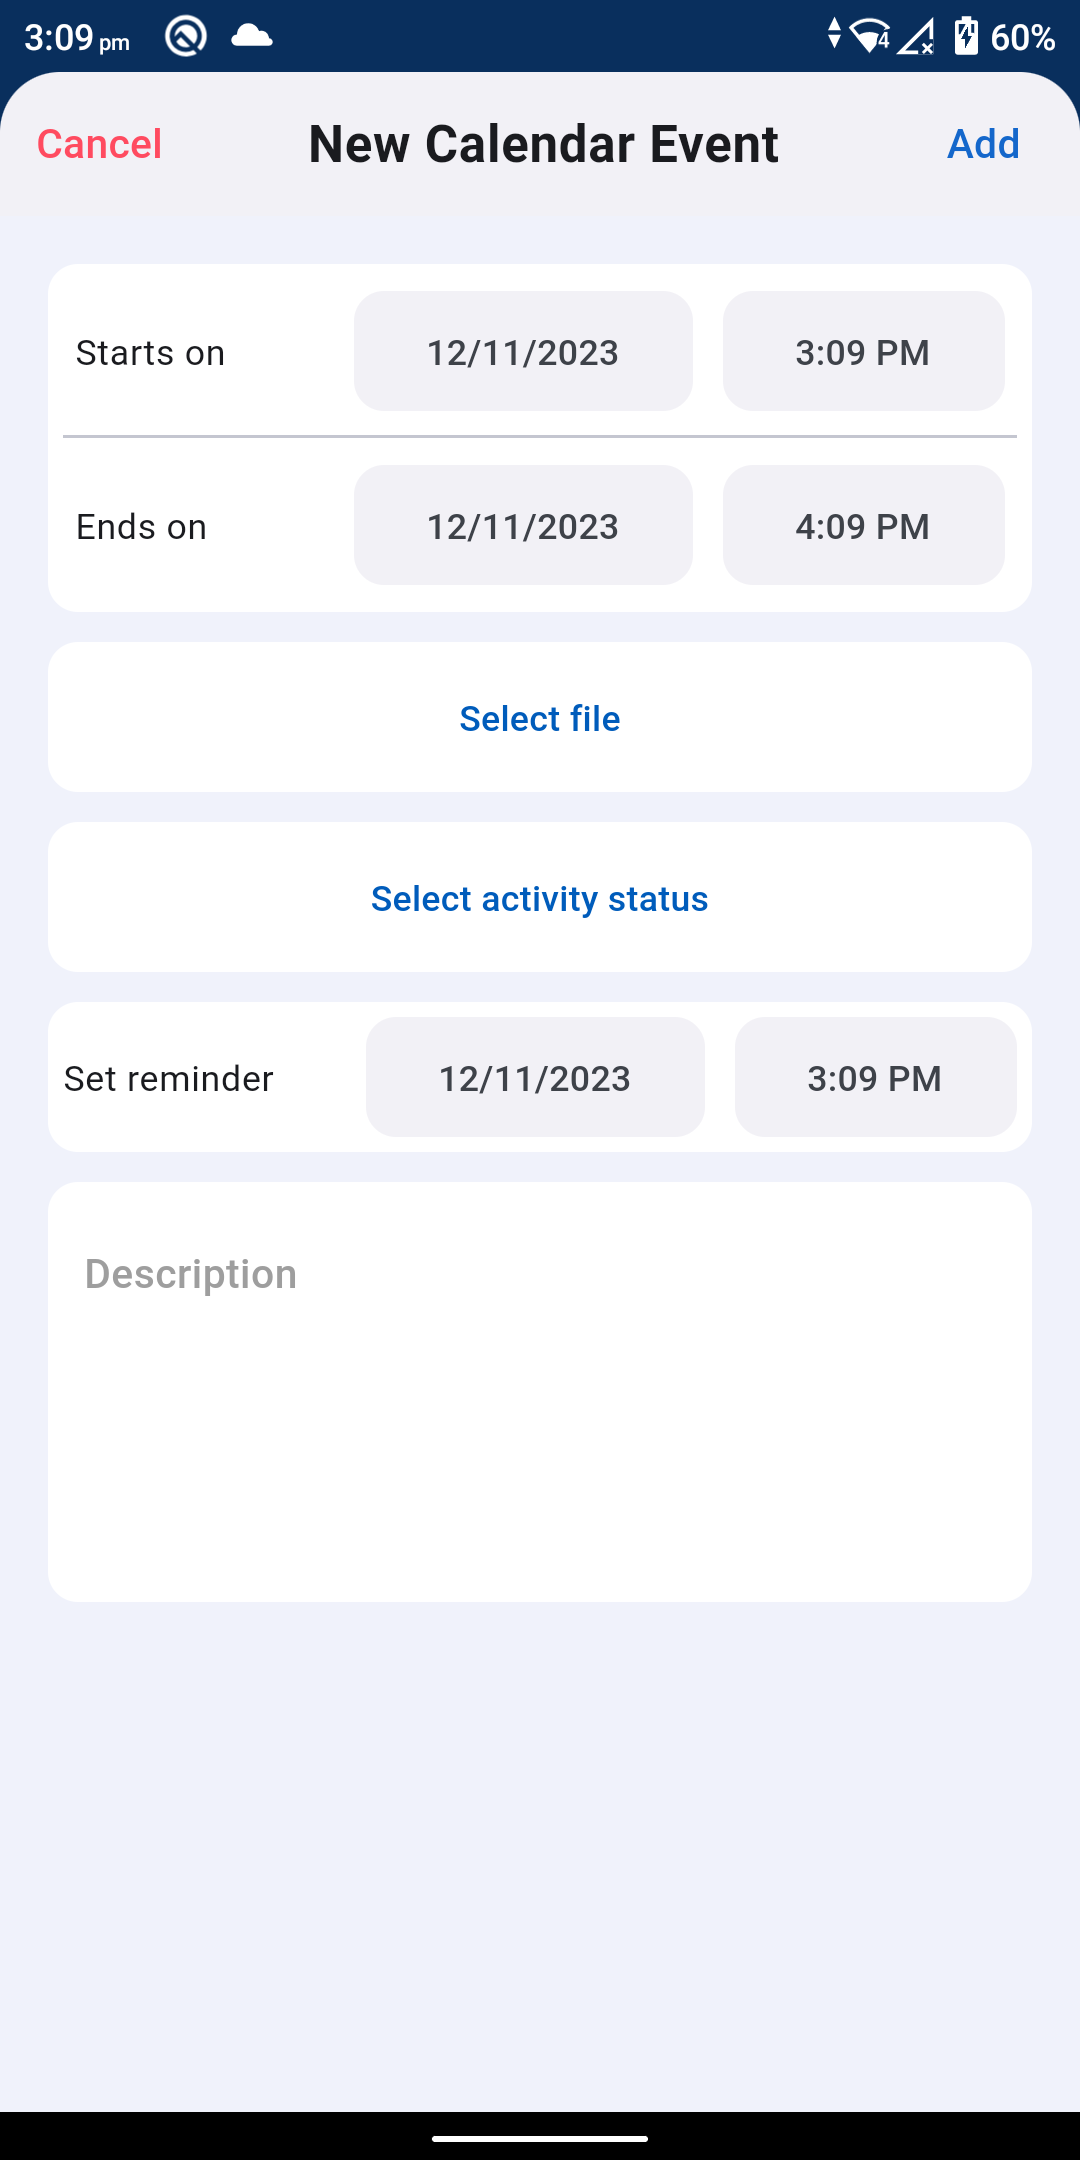 3:09 pm 4 60%
Cancel New Calendar Event Add
Starts on 12/11/2023 3:09 PM
Ends on 12/11/2023 4:09 PM
Select file
Select activity status
Set reminder 12/11/2023 3:09 PM
Description